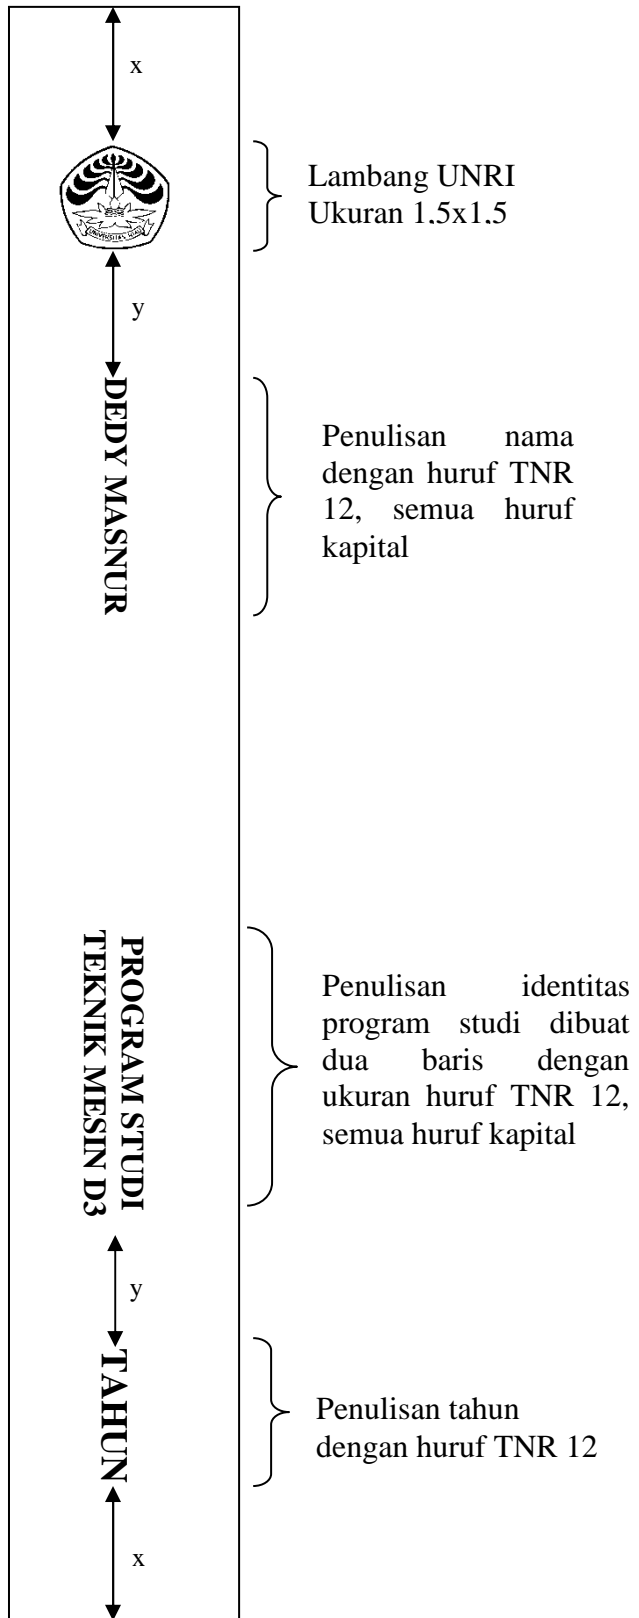 x
Lambang UNRI
Ukuran 1,5x1,5
UNIVERSITAS RIAU
y
DEDY MASNUR
Penulisan nama
dengan huruf TNR
12, semua huruf
kapital
PROGRAM STUDI
TEKNIK MESIN D3
Penulisan identitas
program studi dibuat
dua baris dengan
ukuran huruf TNR 12,
semua huruf kapital
y
TAHUN
Penulisan tahun
dengan huruf TNR 12
x